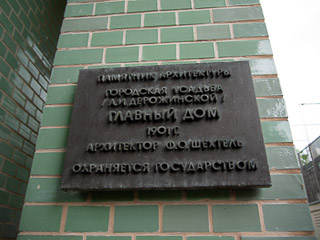 ПАМЯТНИК АРХИТЕКТУРЫ
ГОРОДСКАЯ УСАДЬБА
/ А.И. ДЕРОЖИНСКОЙ /
ГЛАВНЫЙ ДОМ
1901 Г.
АРХИТЕКТОР Ф.О. ШЕХТЕЛЬ
ОХРАНЯЕТСЯ ГОСУДАРСТВОМ